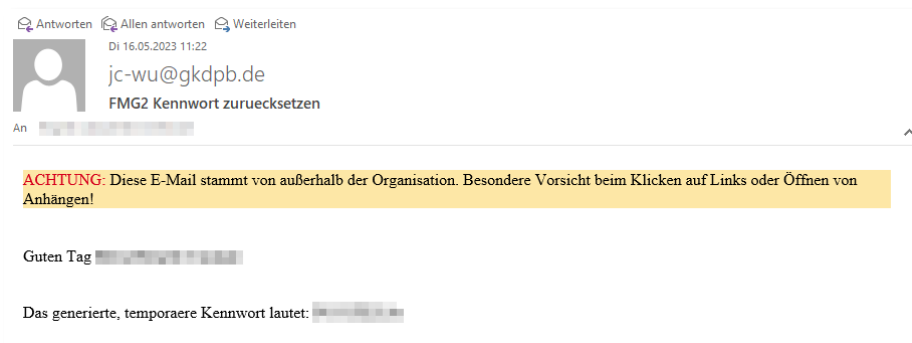 Antworten Allen antworten Weiterleiten
Di 16.05.2023 11:22
jc-wu@gkdpb.de
FMG2 Kennwort zuruecksetzen
An
ACHTUNG: Diese E-Mail stammt von außerhalb der Organisation. Besondere Vorsicht beim Klicken auf Links oder Öffnen von
Anhängen!
Guten Tag
Das generierte, temporaere Kennwort lautet: